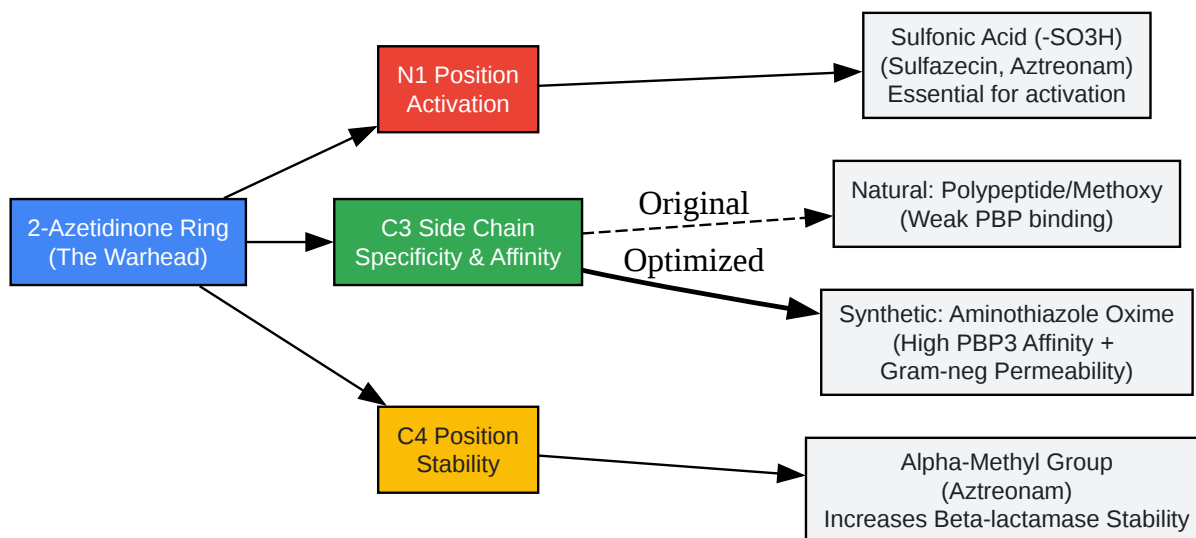 Sulfonic Acid (-SO3H)
(Sulfazecin, Aztreonam)
Essential for activation
N1 Position
Activation
2-Azetidinone Ring
(The Warhead)
C3 Side Chain
Specificity & Affinity
Original
Optimized
Natural: Polypeptide/Methoxy
(Weak PBP binding)
Synthetic: Aminothiazole Oxime
(High PBP3 Affinity +
Gram-neg Permeability)
C4 Position
Stability
Alpha-Methyl Group
(Aztreonam)
Increases Beta-lactamase Stability